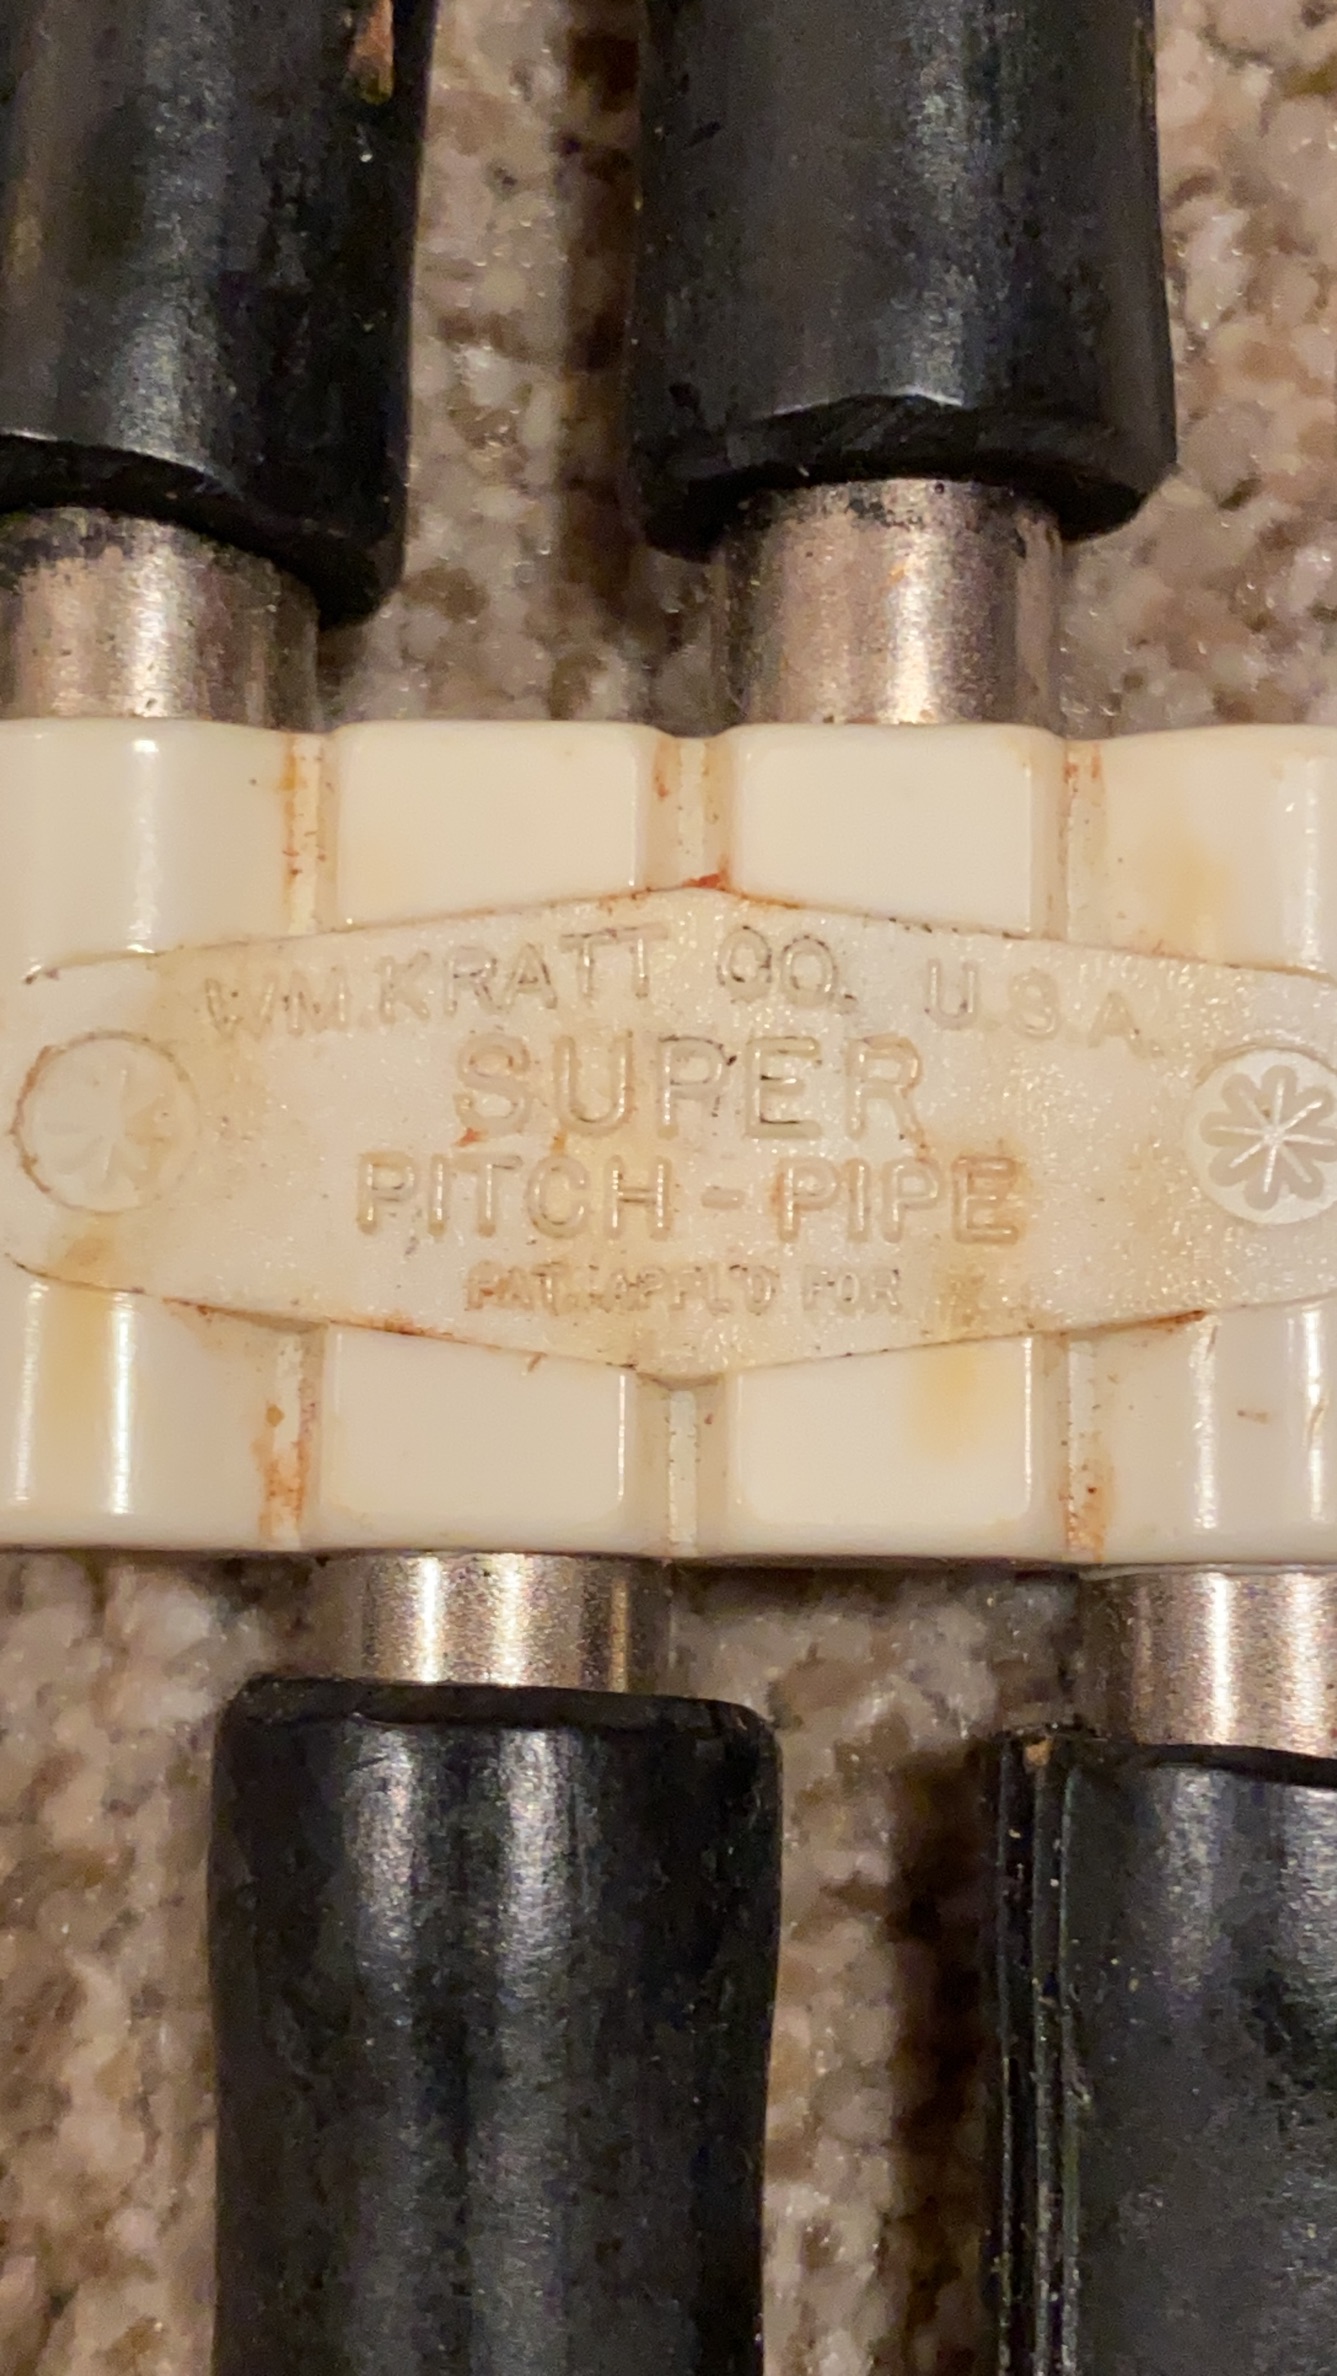 WM.KRATT CO. U.S.A.
SUPER
PITCH-PIPE
PAT. APPL'D FOR